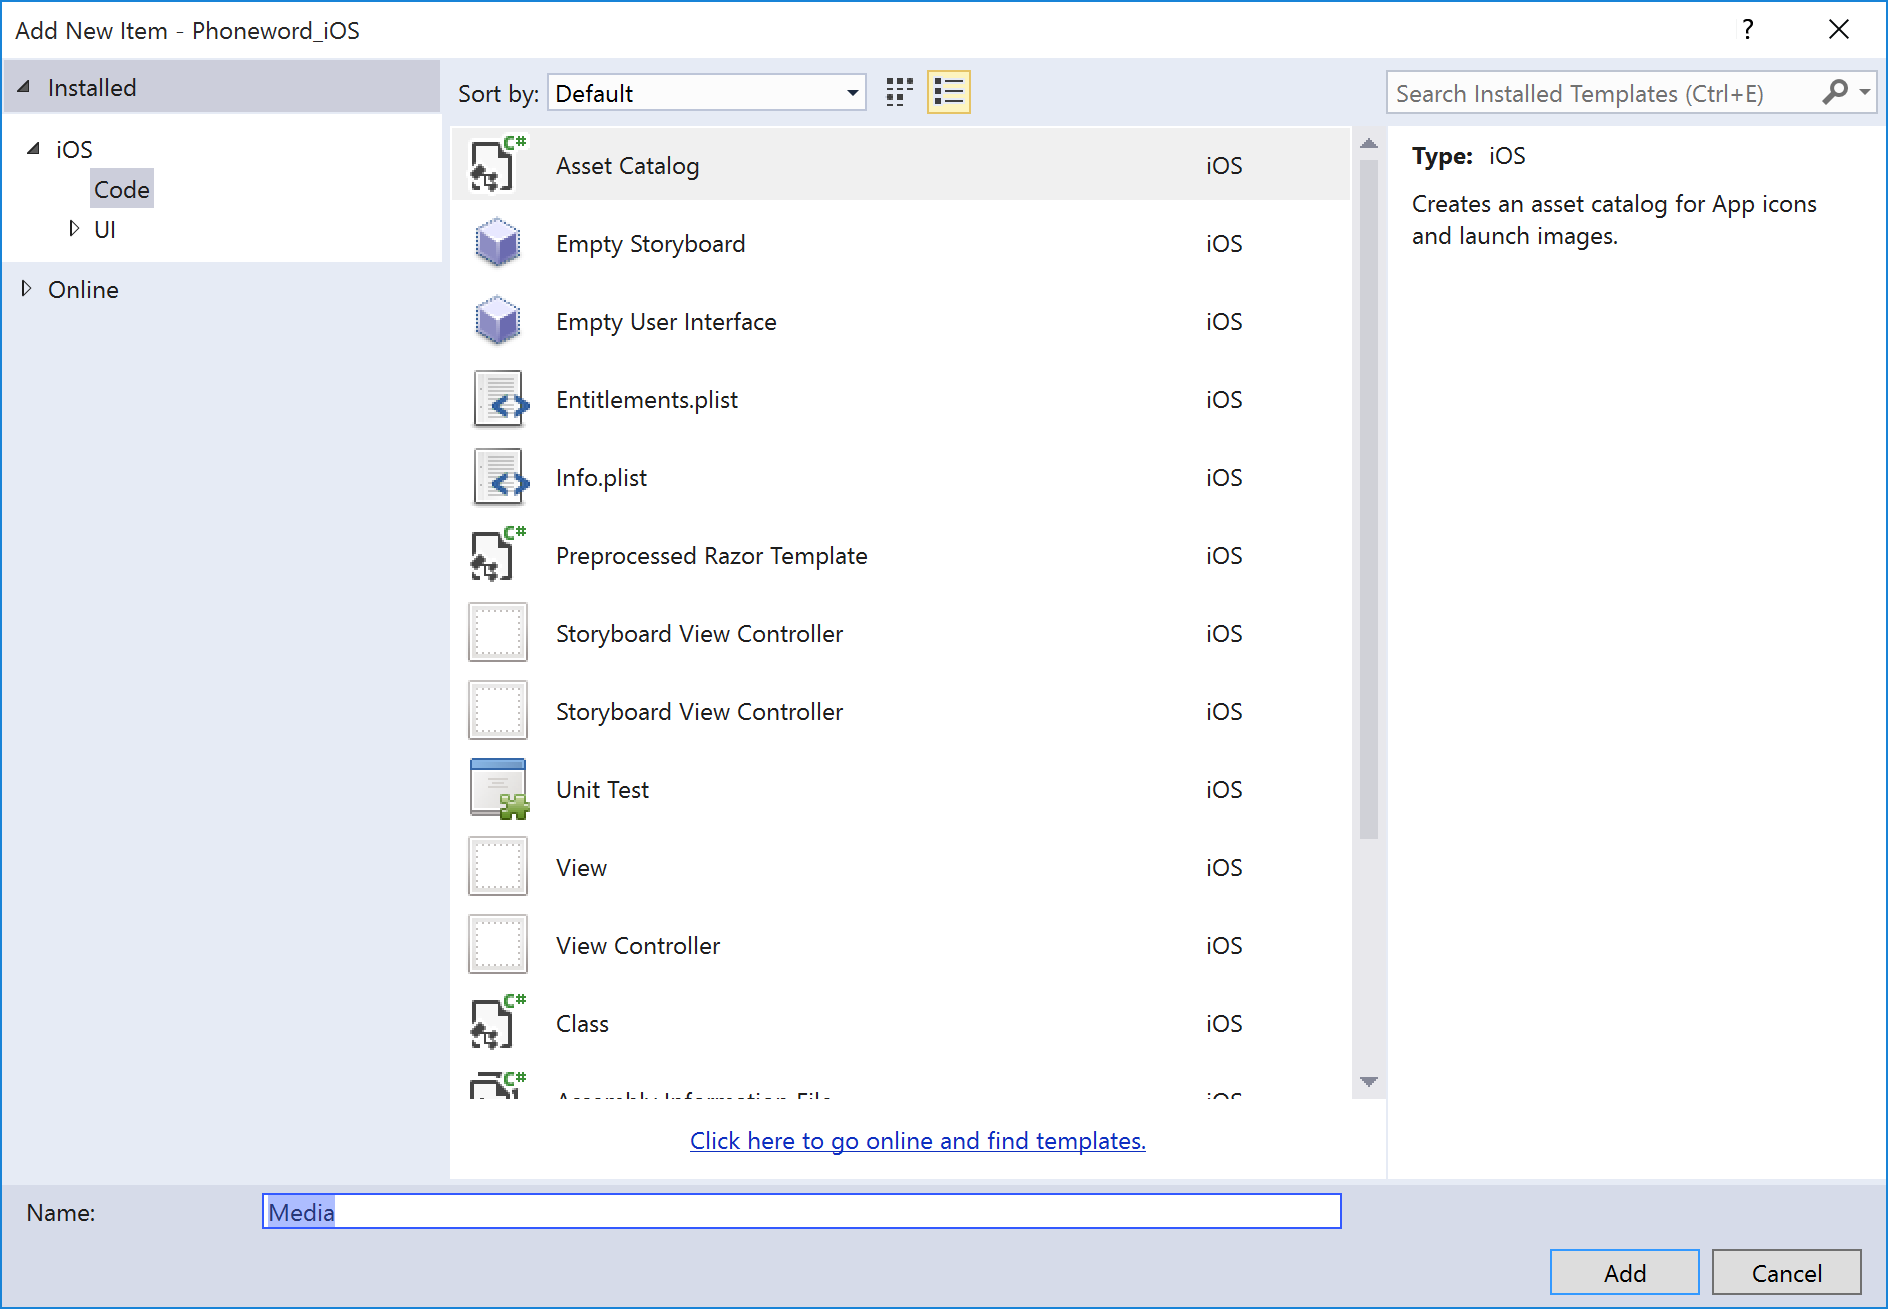 Add New Item - Phoneword_iOS
?
Installed
Sort by: Default
Search Installed Templates (Ctrl+E)
iOS
Code
UI
Online
C# Asset Catalog iOS
Empty Storyboard iOS
Empty User Interface iOS
Entitlements.plist iOS
Info.plist iOS
C# Preprocessed Razor Template iOS
Storyboard View Controller iOS
Storyboard View Controller iOS
Unit Test iOS
View iOS
View Controller iOS
C# Class iOS
C# Assembly Information File iOS
Click here to go online and find templates.
Type: iOS
Creates an asset catalog for App icons
and launch images.
Name: Media
Add Cancel